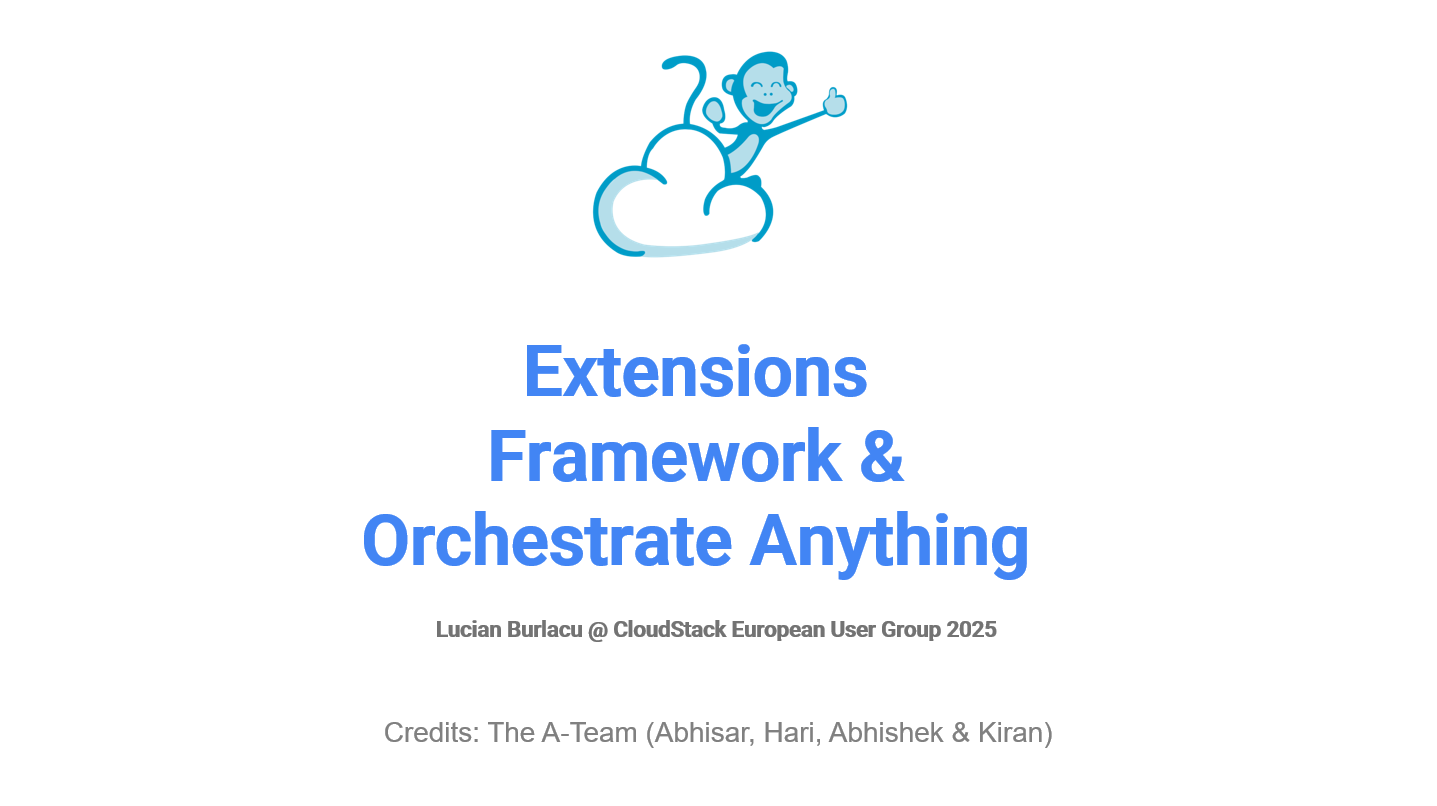 Extensions
Framework &
Orchestrate Anything
Lucian Burlacu @ CloudStack European User Group 2025
Credits: The A-Team (Abhisar, Hari, Abhishek & Kiran)